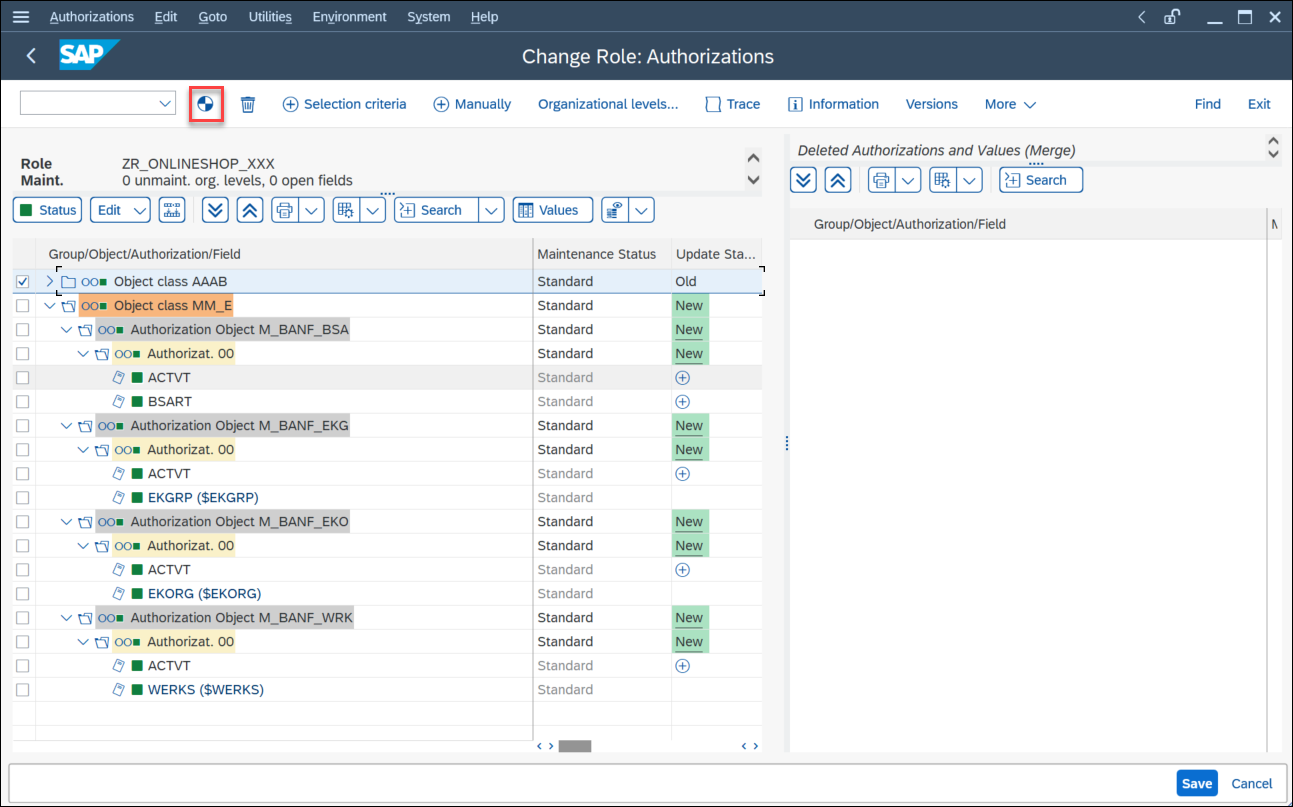 Authorizations Edit Goto Utilities Environment System Help
SAP Change Role: Authorizations
Selection criteria Manually Organizational levels... Trace Information Versions More Find Exit
Role ZR_ONLINESHOP_XXX
Maint. 0 unmaint. org. levels, 0 open fields
Status Edit Search Values
Group/Object/Authorization/Field Maintenance Status Update Sta...
Object class AAAB Standard Old
Object class MM_E Standard New
Authorization Object M_BANF_BSA Standard New
Authorizat. 00 Standard New
ACTVT Standard
BSART Standard
Authorization Object M_BANF_EKG Standard New
Authorizat. 00 Standard New
ACTVT Standard
EKGRP ($EKGRP) Standard
Authorization Object M_BANF_EKO Standard New
Authorizat. 00 Standard New
ACTVT Standard
EKORG ($EKORG) Standard
Authorization Object M_BANF_WRK Standard New
Authorizat. 00 Standard New
ACTVT Standard
WERKS ($WERKS) Standard
Deleted Authorizations and Values (Merge)
Search
Group/Object/Authorization/Field
Save Cancel